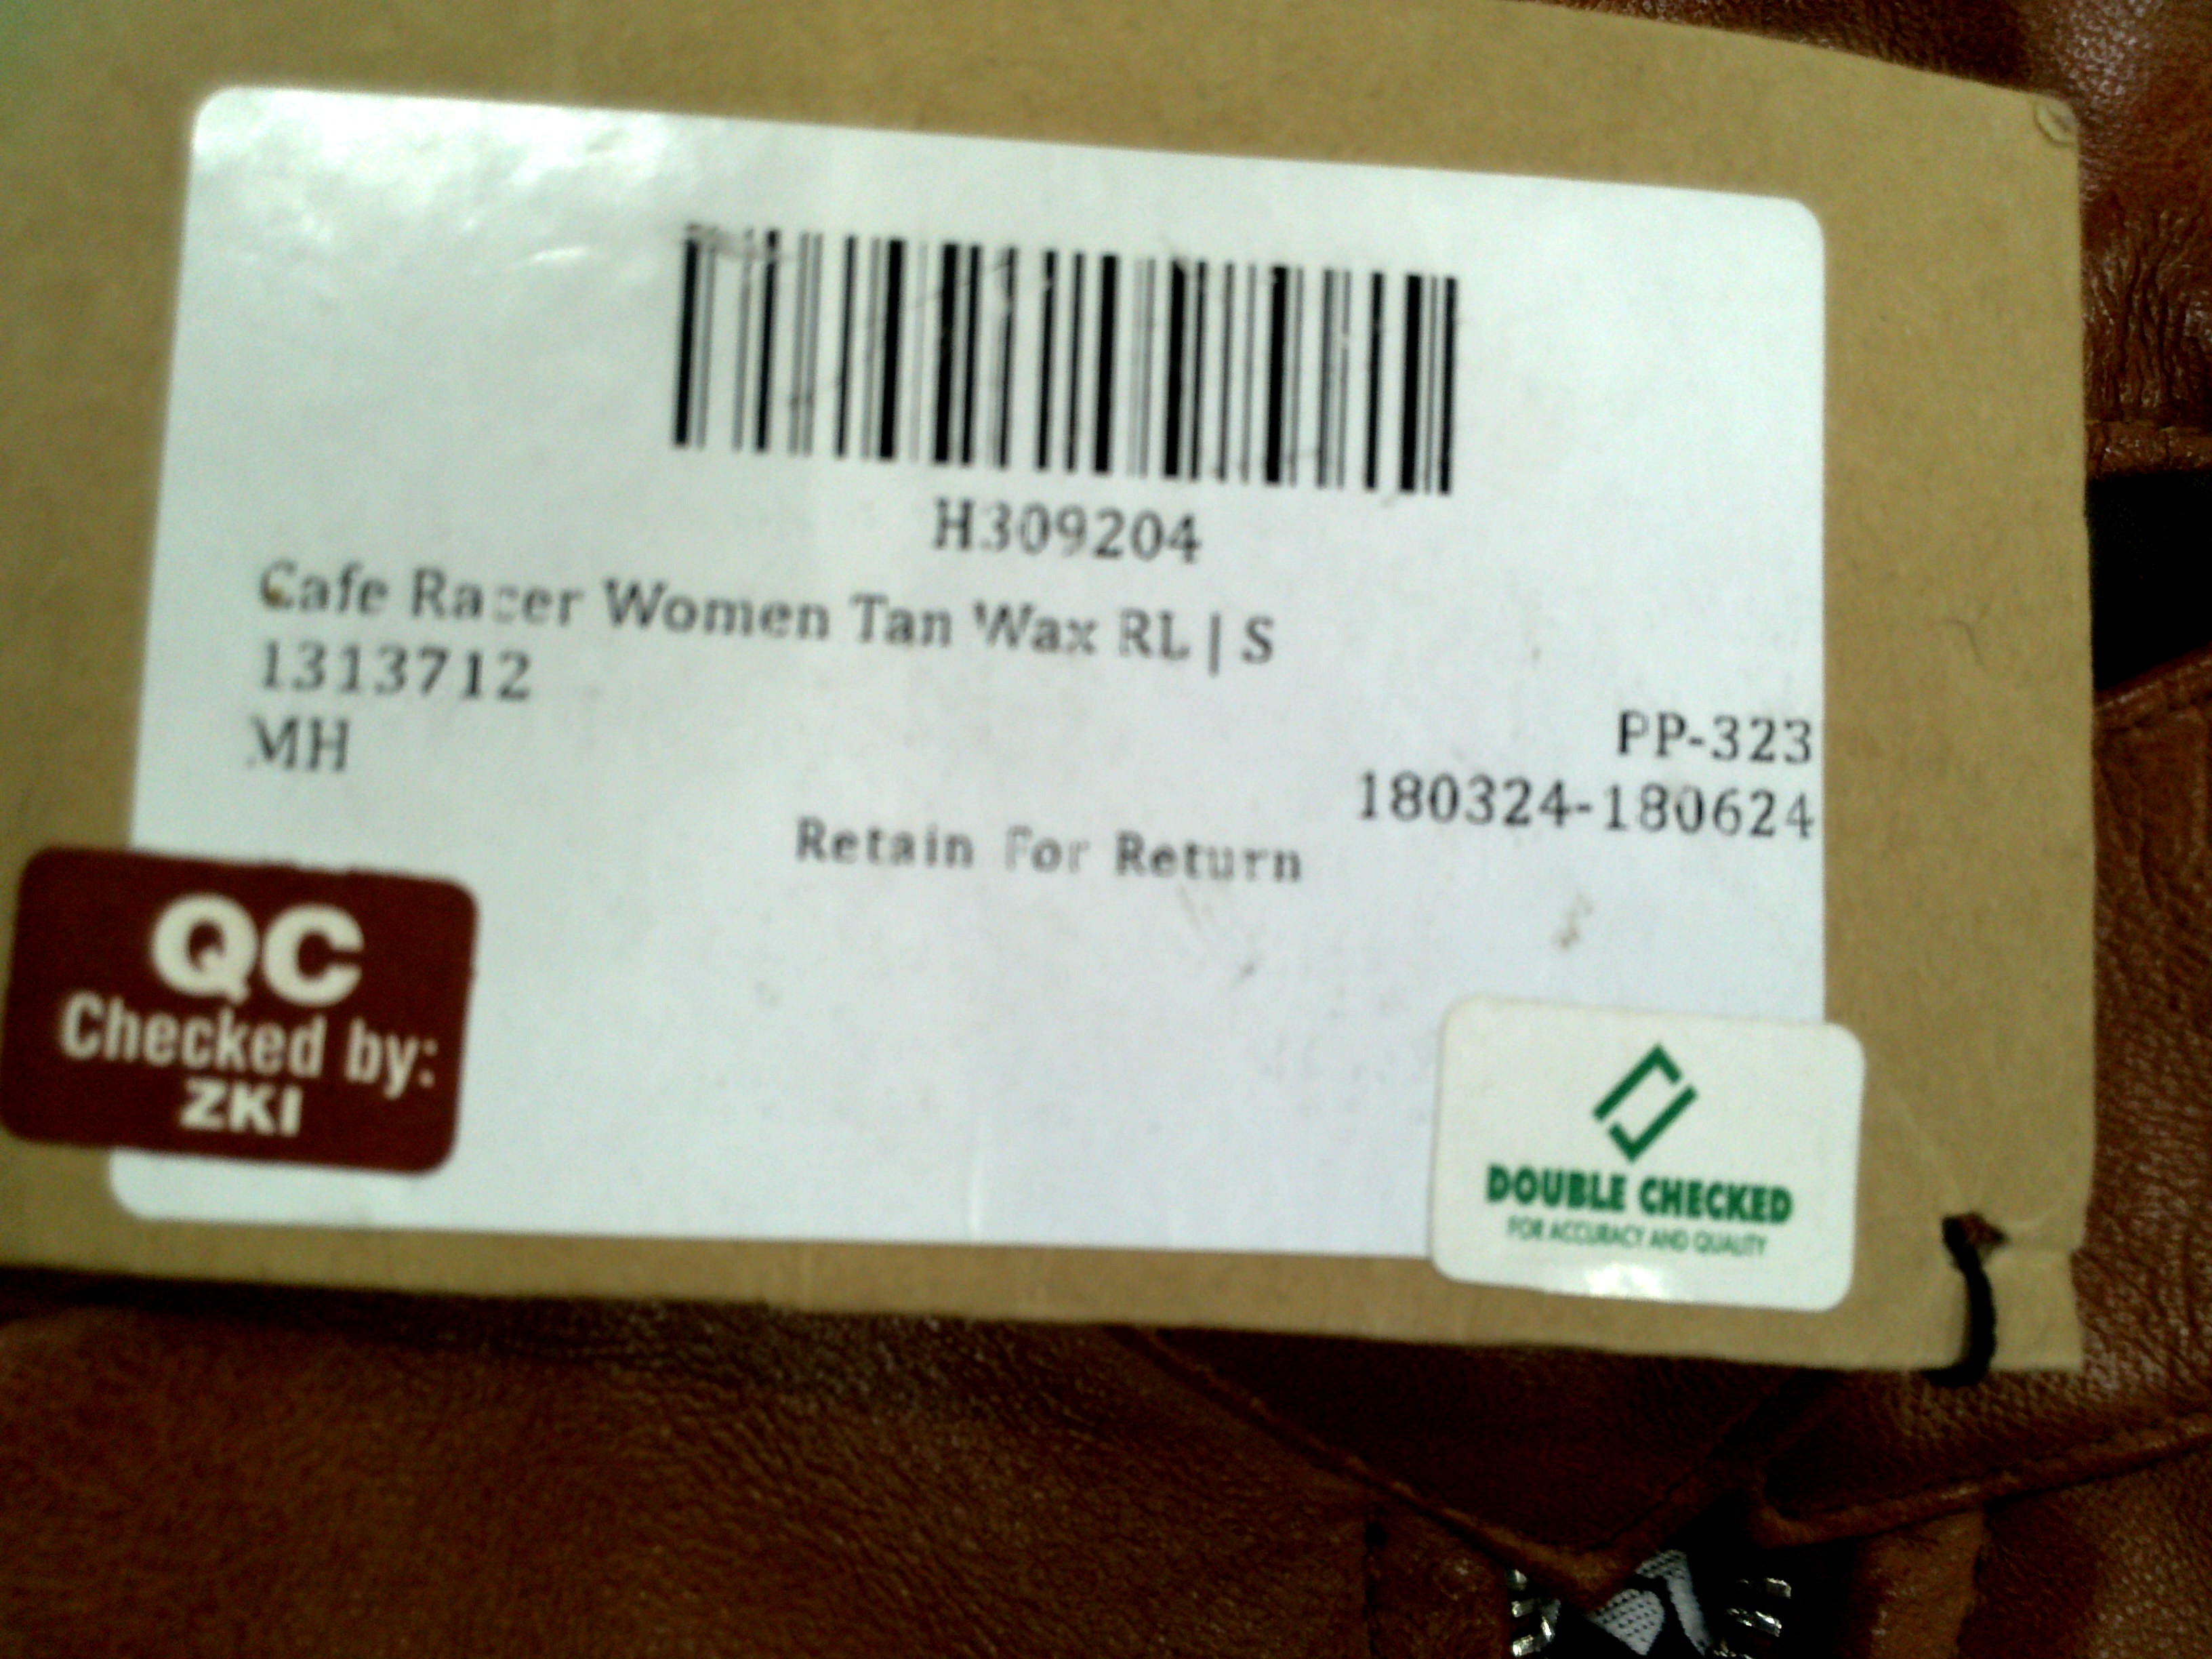 H309204
Cafe Racer Women Tan Wax RL | S
1313712
PP-323
MH
180324-180624
Retain For Return
QC
Checked by:
ZKI
DOUBLE CHECKED
FOR ACCURACY AND QUALITY